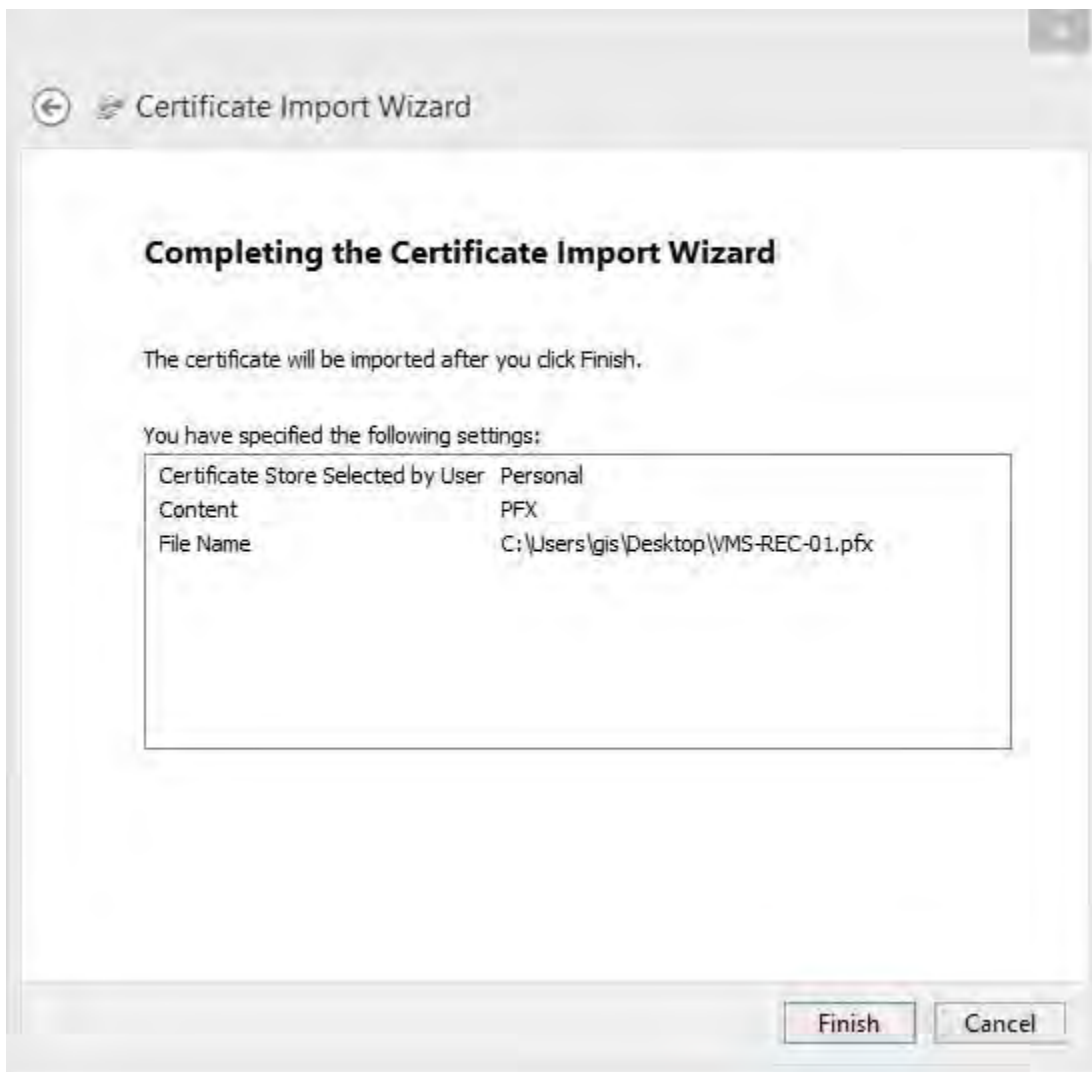 Certificate Import Wizard
Completing the Certificate Import Wizard
The certificate will be imported after you click Finish.
You have specified the following settings:
Certificate Store Selected by User Personal
Content PFX
File Name C:\Users\gis\Desktop\VMS-REC-01.pfx
Finish Cancel